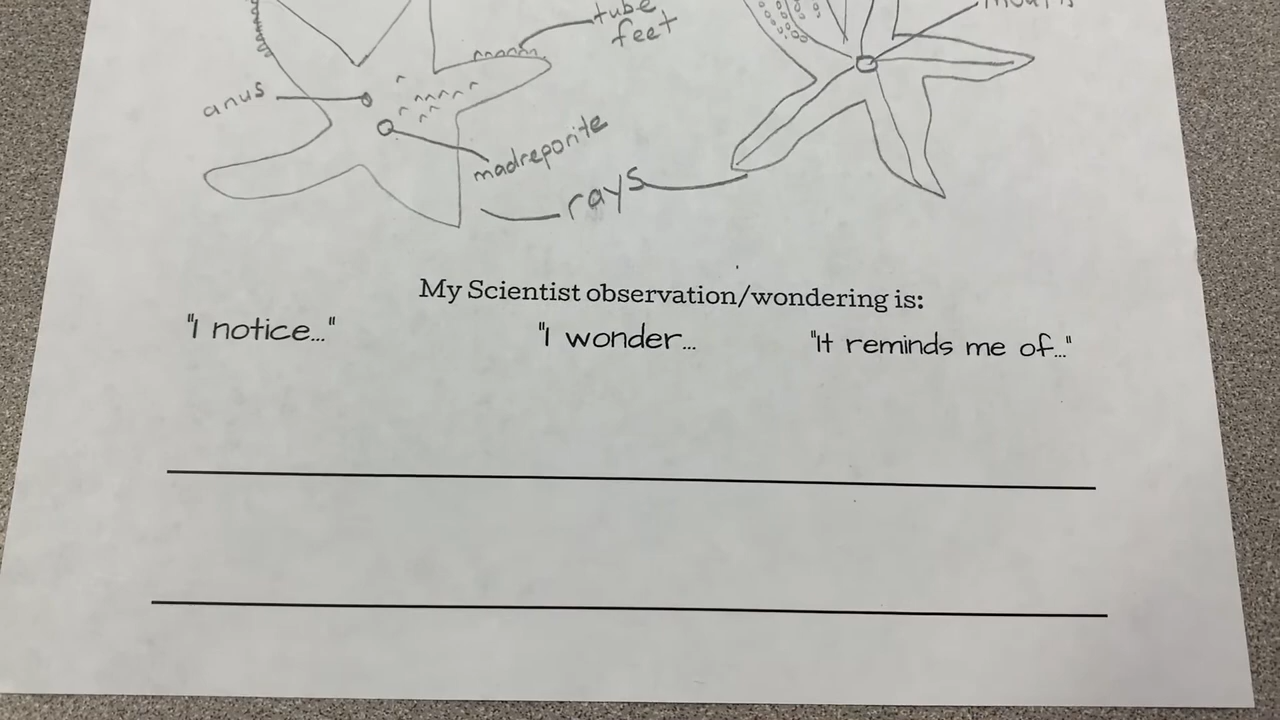 tube
feet
anus
madreporite
rays
My Scientist observation/wondering is:
"I notice..."
"I wonder...
"It reminds me of..."